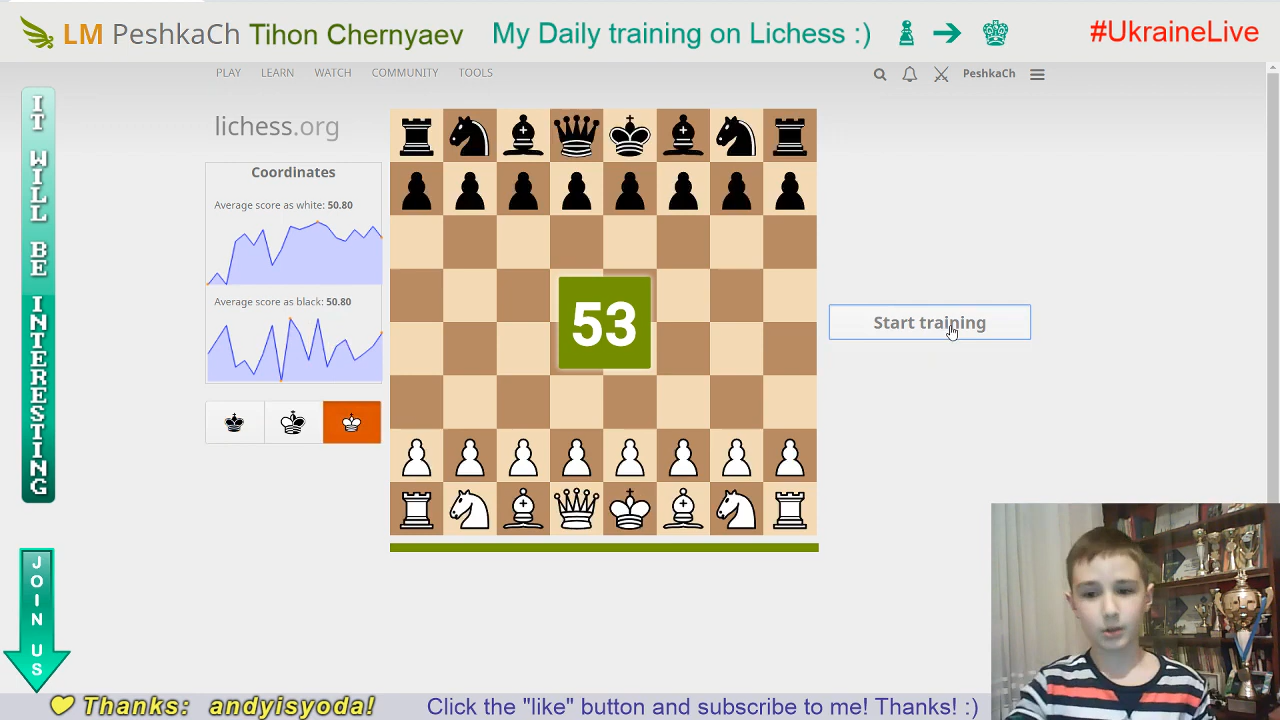 LM PeshkaCh Tihon Chernyaev
My Daily training on Lichess :)
#UkraineLive
PLAY LEARN WATCH COMMUNITY TOOLS
PeshkaCh
lichess.org
Coordinates
Average score as white: 50.80
Average score as black: 50.80
53
Start training
IT WILL BE INTERESTING
JOIN US
Thanks: andyisyoda!
Click the "like" button and subscribe to me! Thanks! :)